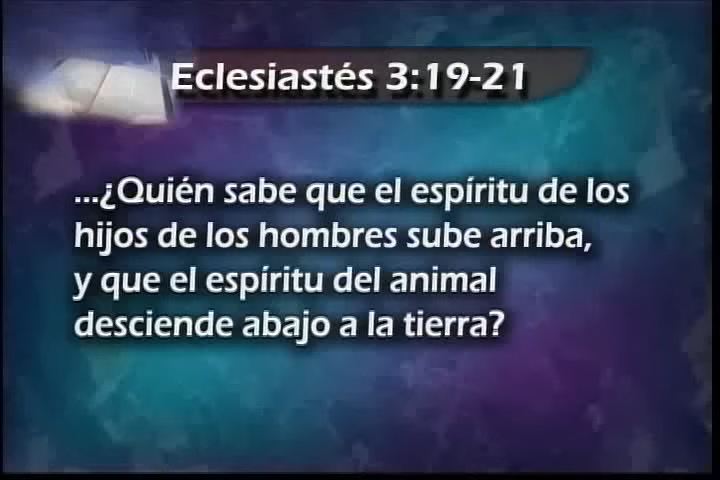 Eclesiastés 3:19-21
...¿Quién sabe que el espíritu de los
hijos de los hombres sube arriba,
y que el espíritu del animal
desciende abajo a la tierra?